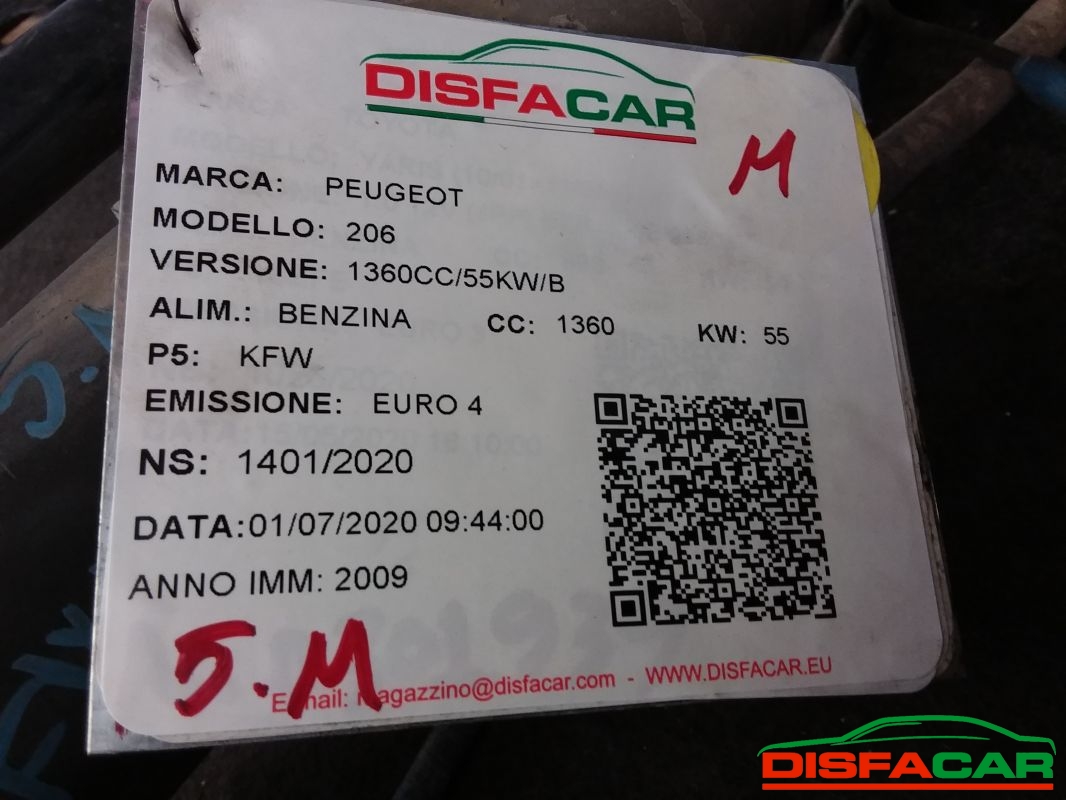 DISFACAR
M
MARCA: PEUGEOT
MODELLO: 206
VERSIONE: 1360CC/55KW/B
ALIM.: BENZINA CC: 1360 KW: 55
P5: KFW
EMISSIONE: EURO 4
NS: 1401/2020
DATA:01/07/2020 09:44:00
ANNO IMM: 2009
5.M
E-mail: magazzino@disfacar.com - WWW.DISFACAR.EU
DISFACAR